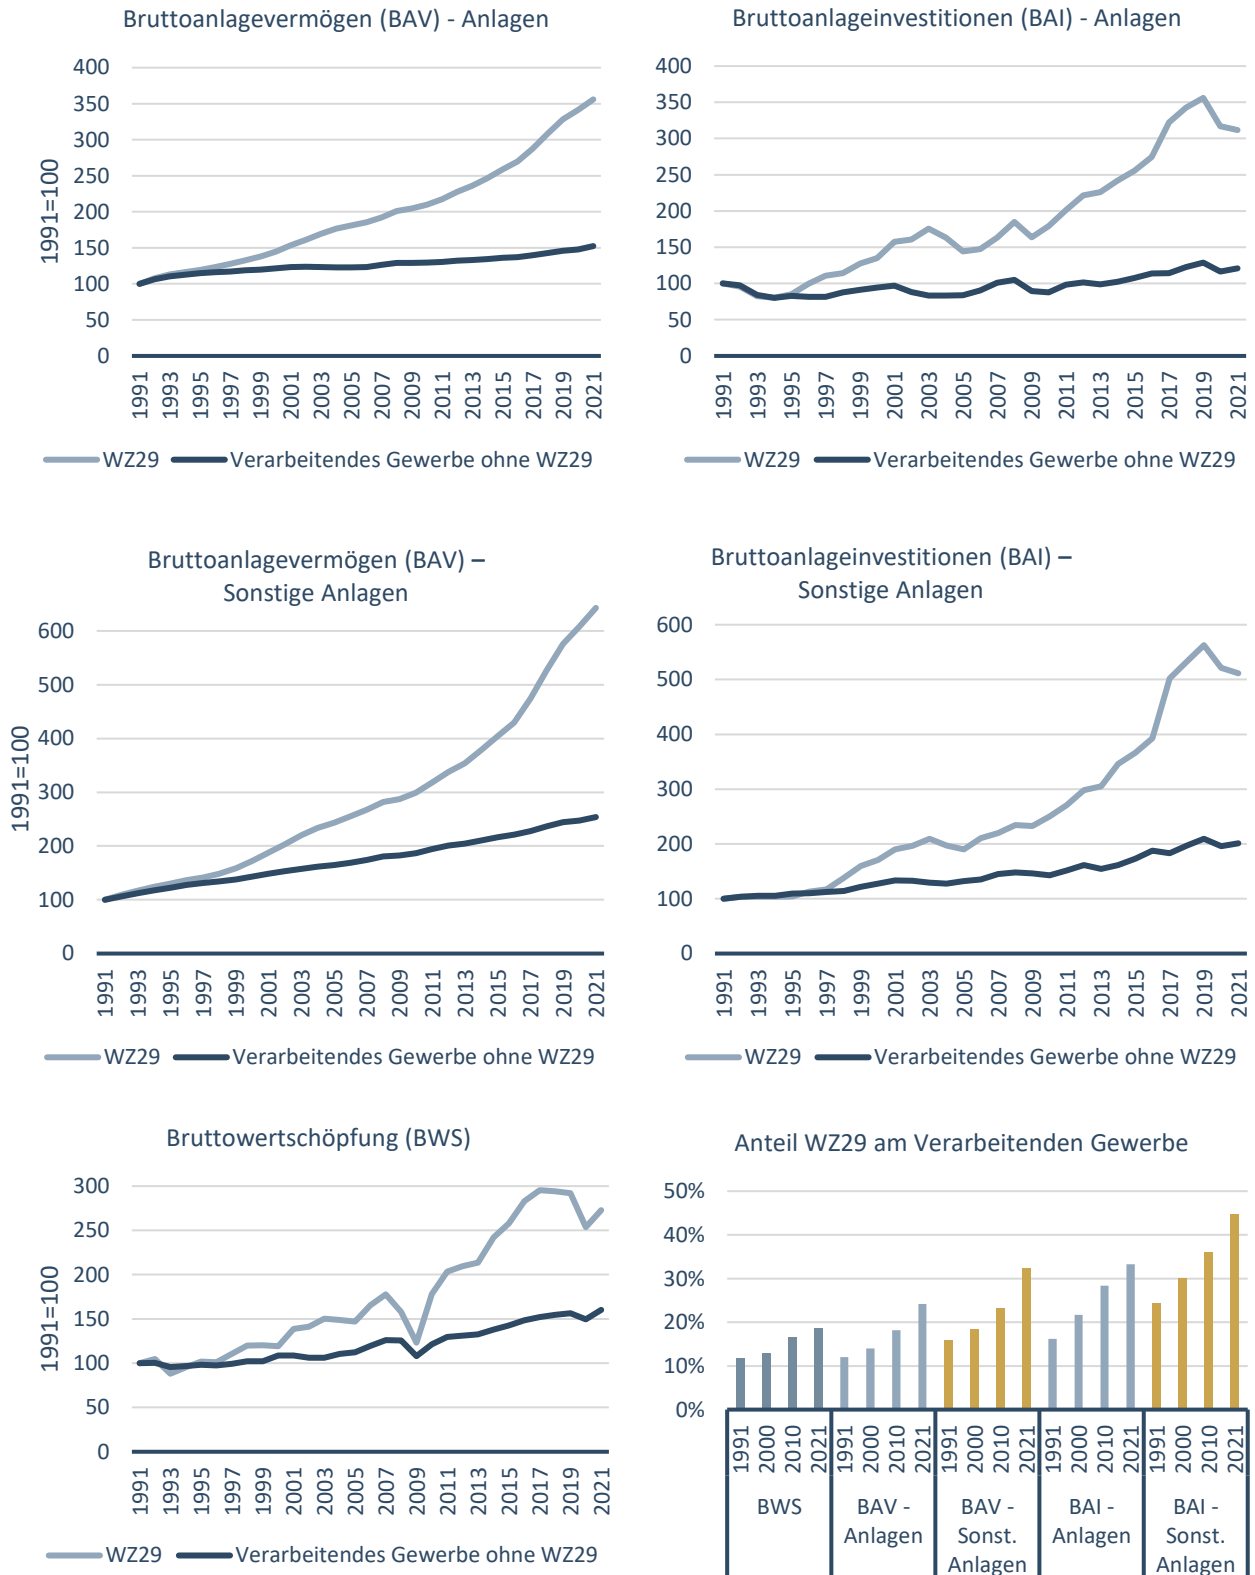 Bruttoanlagevermögen (BAV) - Anlagen
1991=100
400
350
300
250
200
150
100
50
0
1991 1993 1995 1997 1999 2001 2003 2005 2007 2009 2011 2013 2015 2017 2019 2021
WZ29 Verarbeitendes Gewerbe ohne WZ29
Bruttoanlageinvestitionen (BAI) - Anlagen
400
350
300
250
200
150
100
50
0
1991 1993 1995 1997 1999 2001 2003 2005 2007 2009 2011 2013 2015 2017 2019 2021
WZ29 Verarbeitendes Gewerbe ohne WZ29
Bruttoanlagevermögen (BAV) –
Sonstige Anlagen
1991=100
600
500
400
300
200
100
0
1991 1993 1995 1997 1999 2001 2003 2005 2007 2009 2011 2013 2015 2017 2019 2021
WZ29 Verarbeitendes Gewerbe ohne WZ29
Bruttoanlageinvestitionen (BAI) –
Sonstige Anlagen
600
500
400
300
200
100
0
1991 1993 1995 1997 1999 2001 2003 2005 2007 2009 2011 2013 2015 2017 2019 2021
WZ29 Verarbeitendes Gewerbe ohne WZ29
Bruttowertschöpfung (BWS)
1991=100
300
250
200
150
100
50
0
1991 1993 1995 1997 1999 2001 2003 2005 2007 2009 2011 2013 2015 2017 2019 2021
WZ29 Verarbeitendes Gewerbe ohne WZ29
Anteil WZ29 am Verarbeitenden Gewerbe
50%
40%
30%
20%
10%
0%
1991 2000 2010 2021 1991 2000 2010 2021 1991 2000 2010 2021 1991 2000 2010 2021 1991 2000 2010 2021
BWS
BAV -
Anlagen
BAV -
Sonst.
Anlagen
BAI -
Anlagen
BAI -
Sonst.
Anlagen